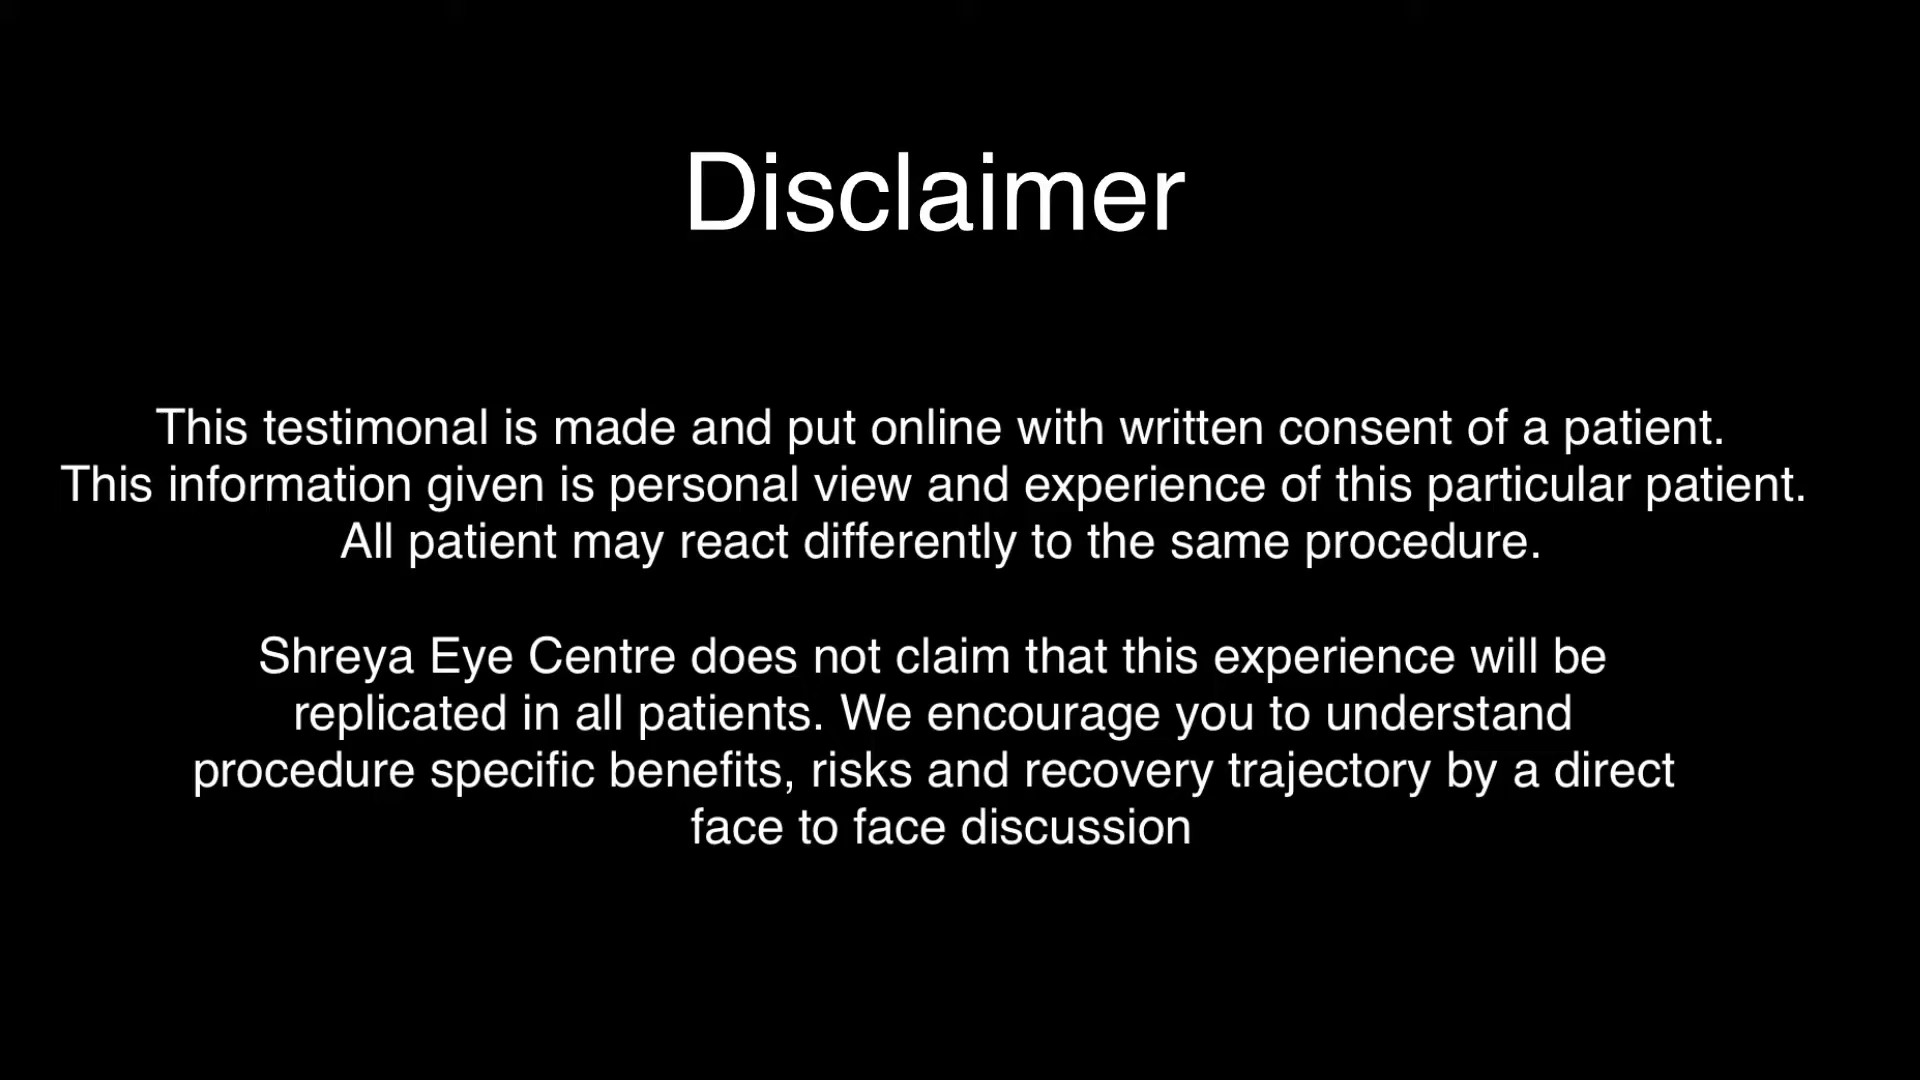 Disclaimer
This testimonal is made and put online with written consent of a patient.
This information given is personal view and experience of this particular patient.
All patient may react differently to the same procedure.
Shreya Eye Centre does not claim that this experience will be
replicated in all patients. We encourage you to understand
procedure specific benefits, risks and recovery trajectory by a direct
face to face discussion